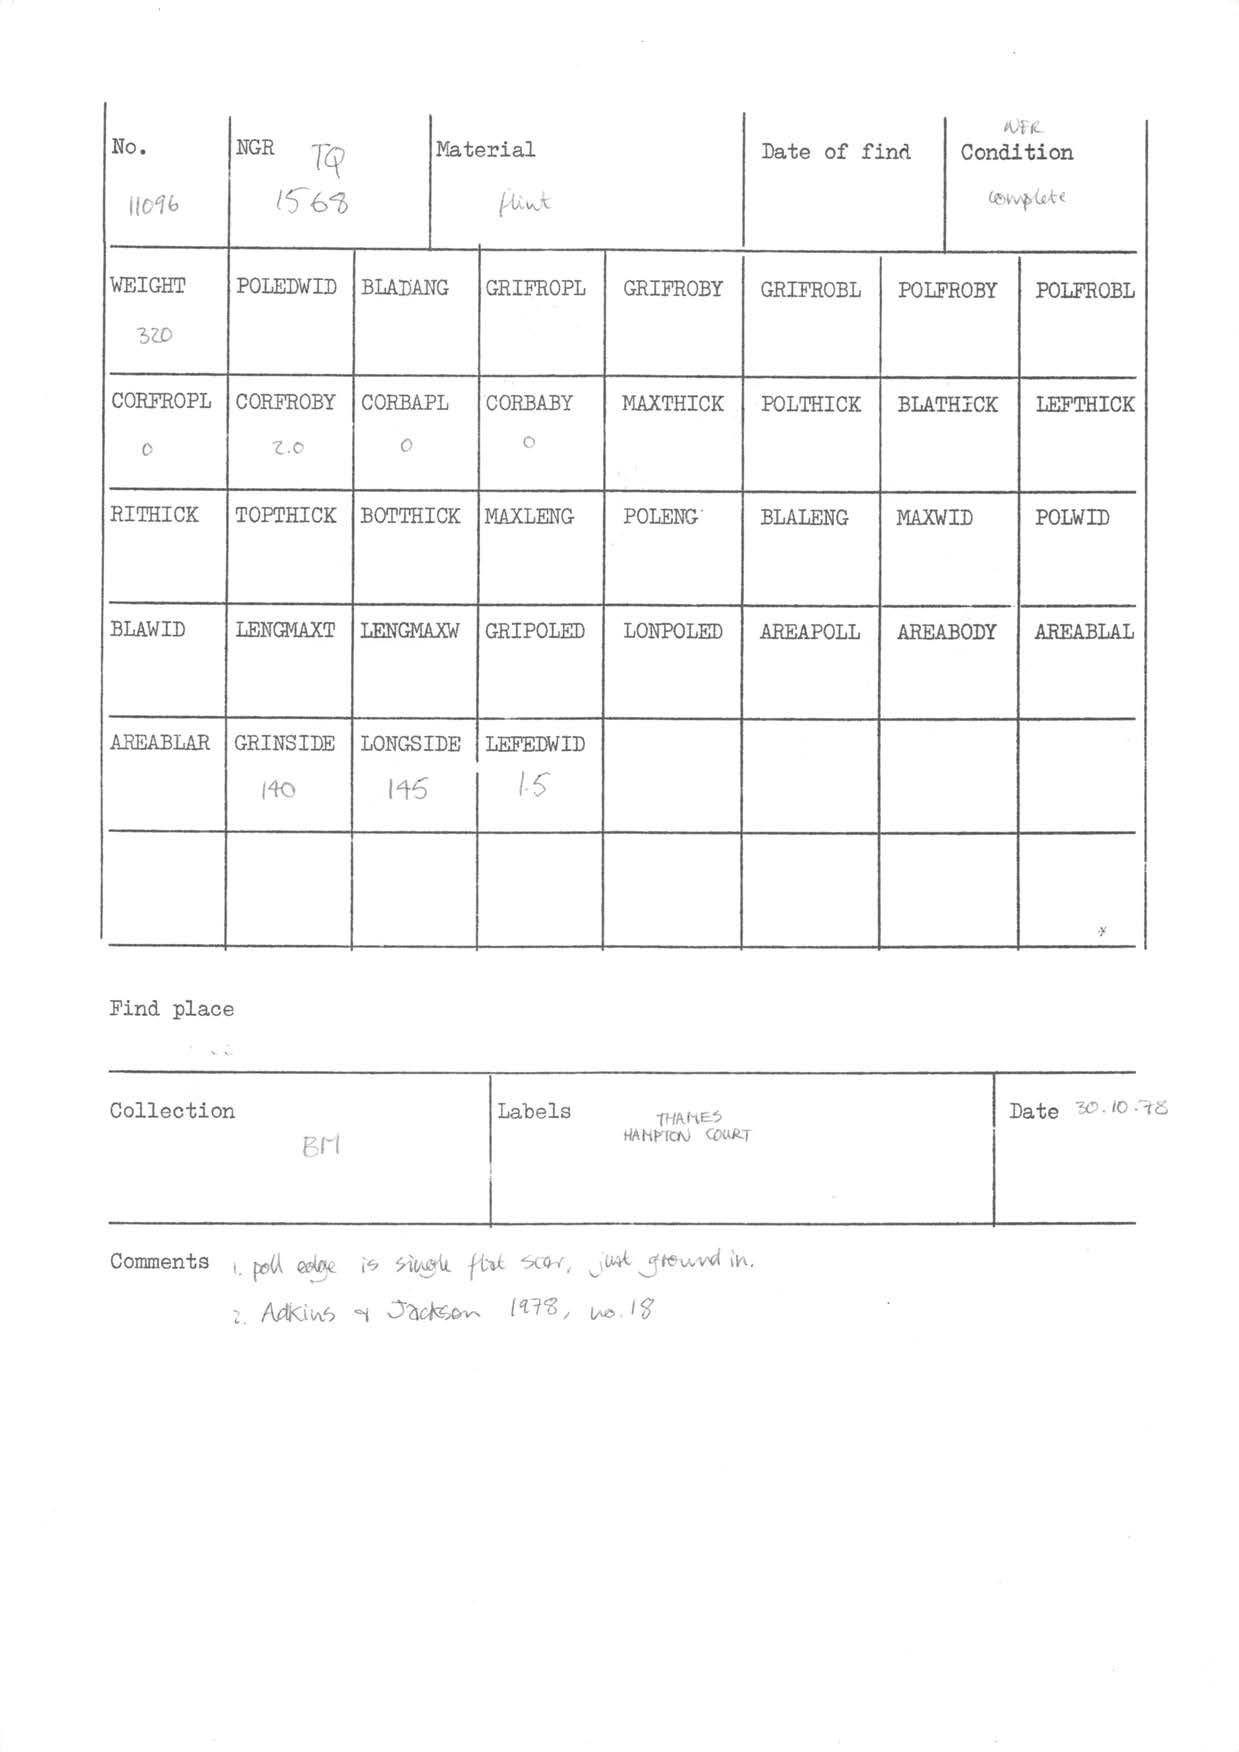 No. NGR TQ Material Date of find WFR Condition
11096 1568 flint complete
WEIGHT POLEDWID BLADANG GRIFROPL GRIFROBY GRIFROBL POLFROBY POLFROBL
320
CORFROPL CORFROBY CORBAPL CORBABY MAXTHICK POLTHICK BLATHICK LEFTHICK
0 2.0 0 0
RITHICK TOPTHICK BOTTHICK MAXLENG POLENG BLALENG MAXWID POLWID
BLAWID LENGMAXT LENGMAXW GRIPOLED LONPOLED AREAPOLL AREABODY AREABLAL
AREABLAR GRINSIDE LONGSIDE LEFEDWID
140 145 1.5
Find place
Collection Labels THAMES Date 30.10.78
BM HAMPTON COURT
Comments 1. poll edge is single flat scar, just ground in.
2. Adkins & Jackson 1978, no.18